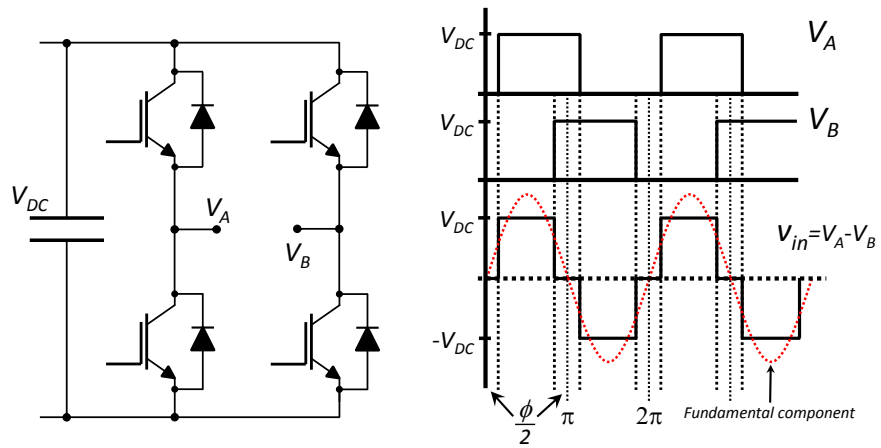 V_DC
V_A
V_B
V_DC
V_A
V_DC
V_B
V_DC
v_in=V_A-V_B
-V_DC
ϕ/2
π
2π
Fundamental component